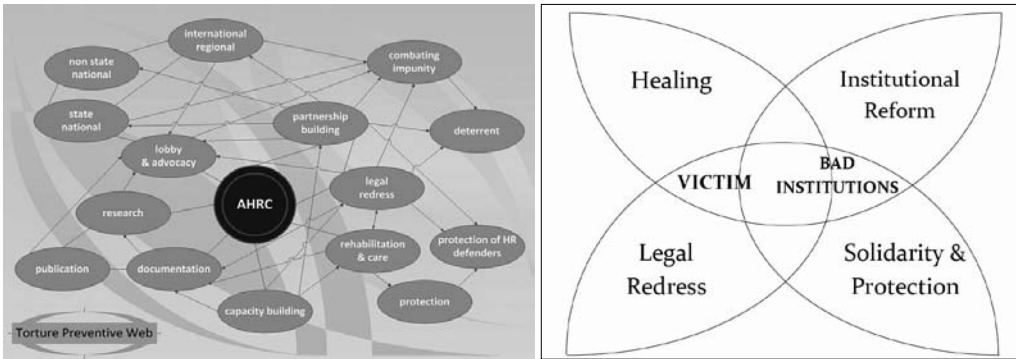 international
regional
non state
national
combating
impunity
state
national
partnership
building
deterrent
lobby
& advocacy
legal
redress
AHRC
research
rehabilitation
& care
protection of HR
defenders
publication
documentation
protection
capacity building
Torture Preventive Web
Healing
Institutional
Reform
VICTIM
BAD
INSTITUTIONS
Legal
Redress
Solidarity &
Protection